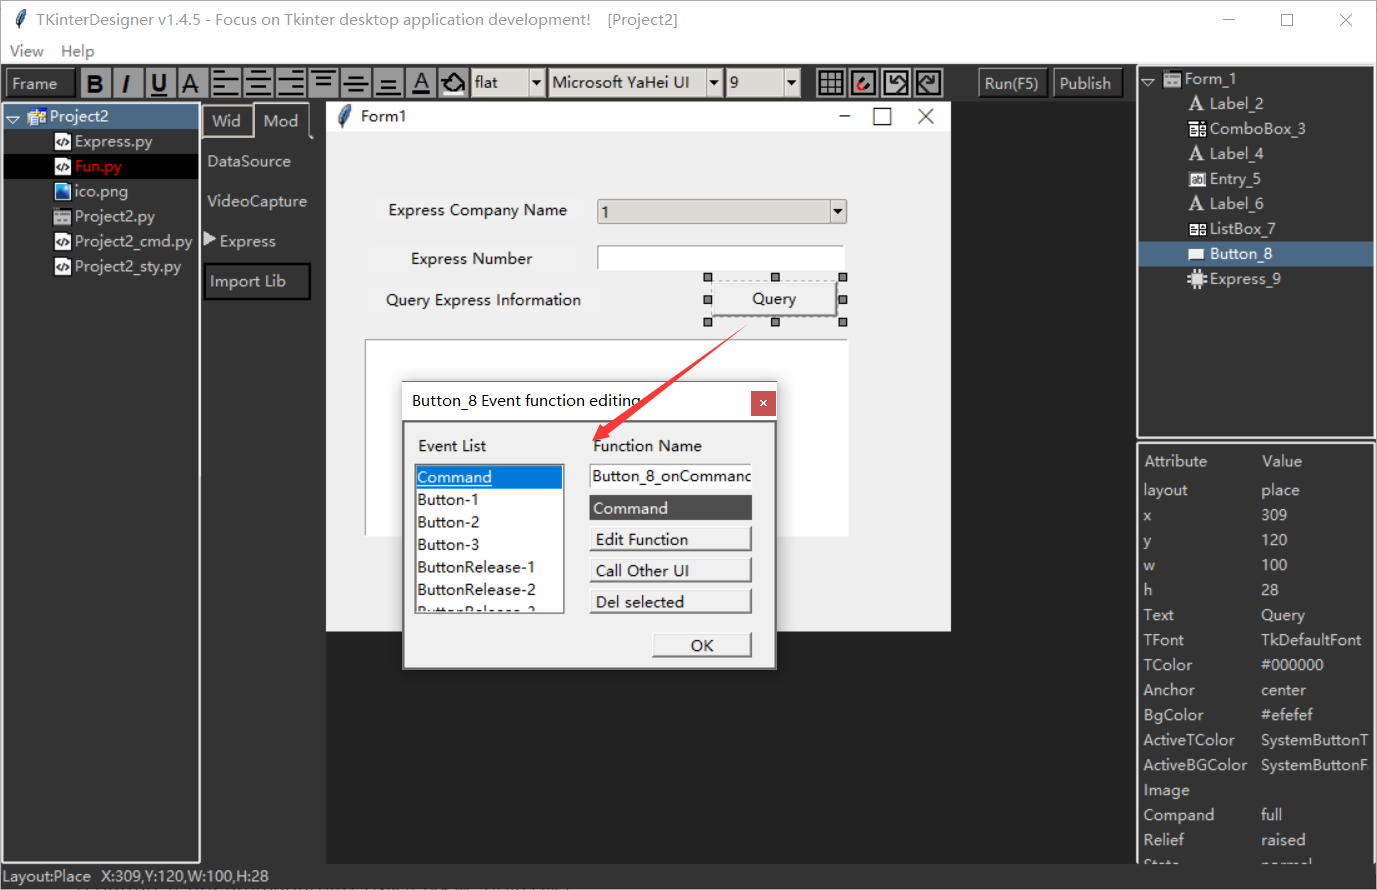 TKinterDesigner v1.4.5 - Focus on Tkinter desktop application development! [Project2]
View Help
Frame B I U A A flat Microsoft YaHei UI 9 Run(F5) Publish
Project2
Express.py
Fun.py
ico.png
Project2.py
Project2_cmd.py
Project2_sty.py
Wid Mod
DataSource
VideoCapture
Express
Import Lib
Form1
Express Company Name 1
Express Number
Query Express Information Query
Button_8 Event function editing
Event List
Command
Button-1
Button-2
Button-3
ButtonRelease-1
ButtonRelease-2
Function Name
Button_8_onCommand
Command
Edit Function
Call Other UI
Del selected
OK
Form_1
Label_2
ComboBox_3
Label_4
Entry_5
Label_6
ListBox_7
Button_8
Express_9
Attribute Value
layout place
x 309
y 120
w 100
h 28
Text Query
TFont TkDefaultFont
TColor #000000
Anchor center
BgColor #efefef
ActiveTColor SystemButtonT
ActiveBGColor SystemButtonF
Image
Compand full
Relief raised
Layout:Place X:309,Y:120,W:100,H:28